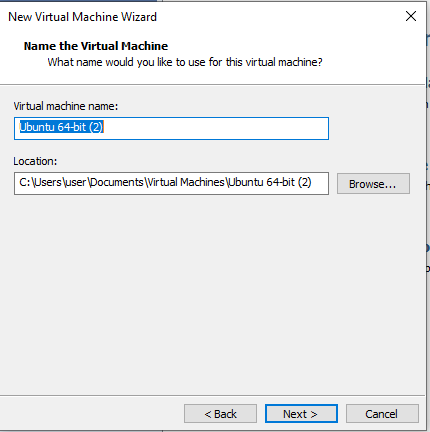 New Virtual Machine Wizard
Name the Virtual Machine
What name would you like to use for this virtual machine?
Virtual machine name:
Ubuntu 64-bit (2)
Location:
C:\Users\user\Documents\Virtual Machines\Ubuntu 64-bit (2)
Browse...
< Back
Next >
Cancel